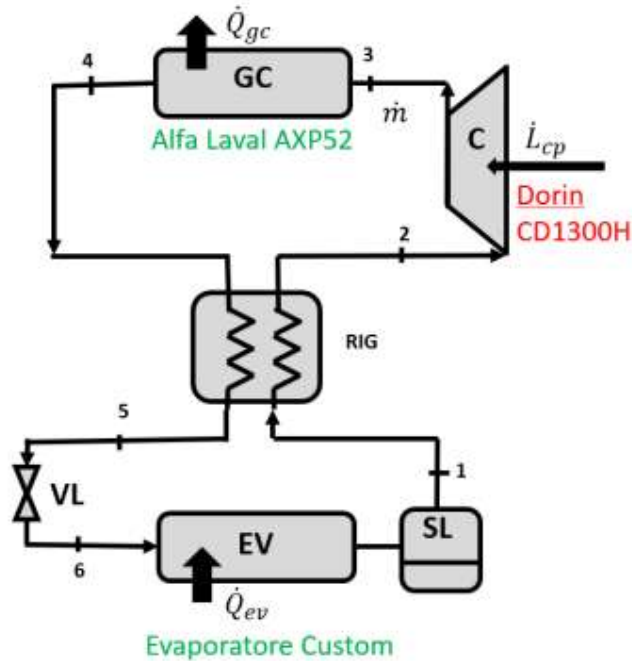 Q̇gc
4
GC
3
ṁ
Alfa Laval AXP52
C
L̇cp
Dorin
CD1300H
2
RIG
5
1
VL
SL
EV
6
Q̇ev
Evaporatore Custom